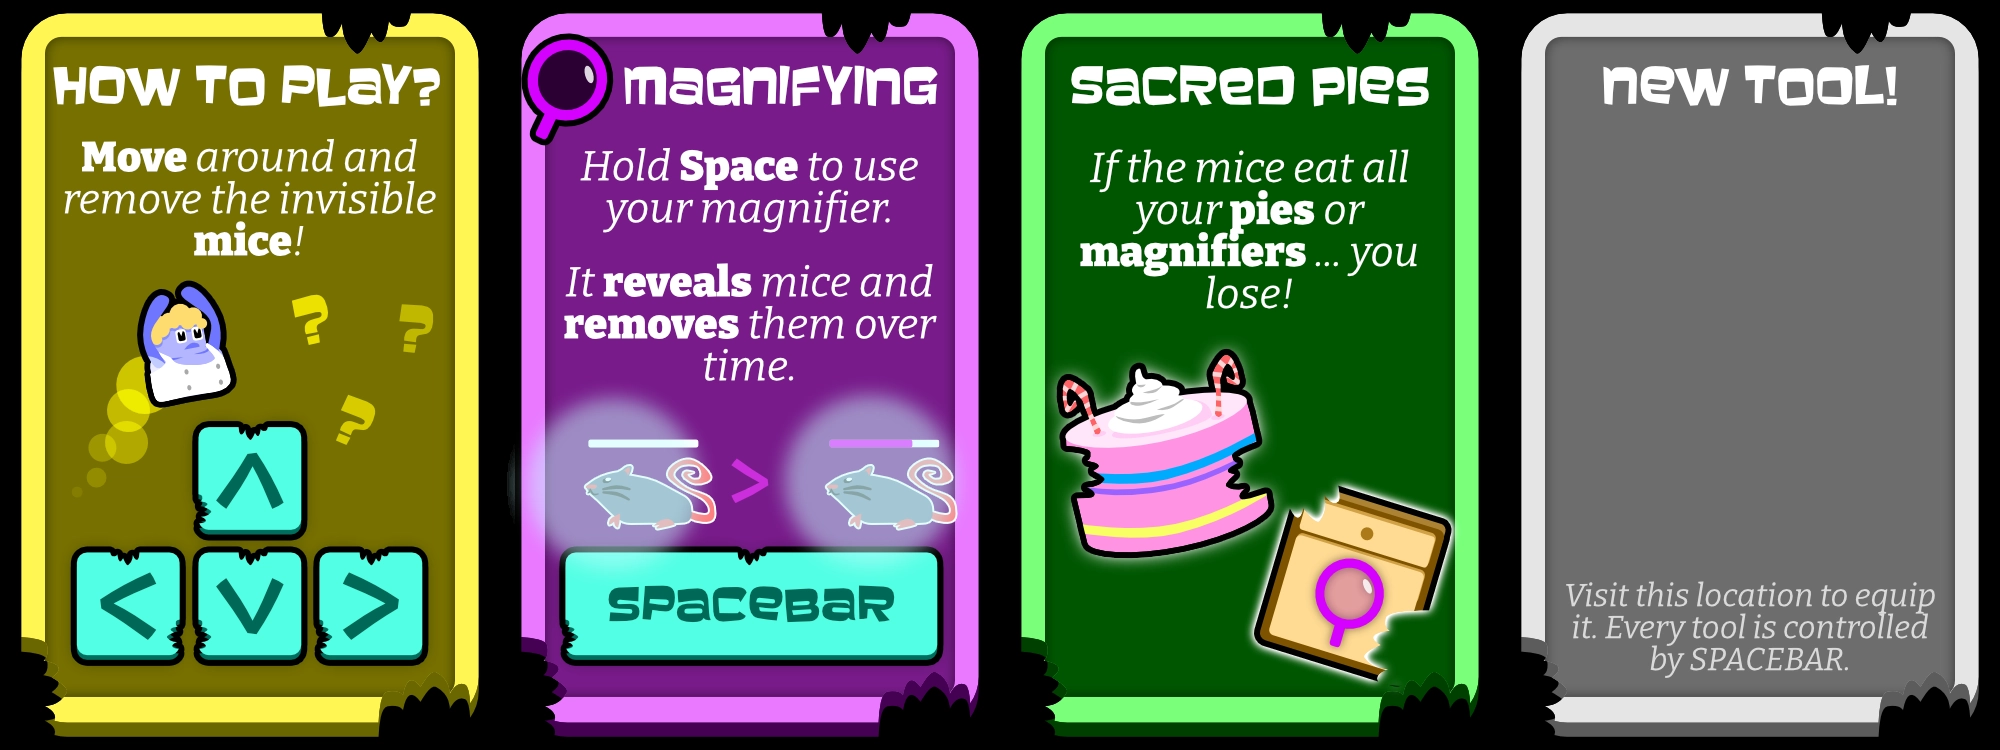 HOW TO PLAY?
Move around and
remove the invisible
mice!
?
?
?
^
< v >
MAGNIFYING
Hold Space to use
your magnifier.
It reveals mice and
removes them over
time.
>
SPACEBAR
SACRED PIES
If the mice eat all
your pies or
magnifiers ... you
lose!
NEW TOOL!
Visit this location to equip
it. Every tool is controlled
by SPACEBAR.